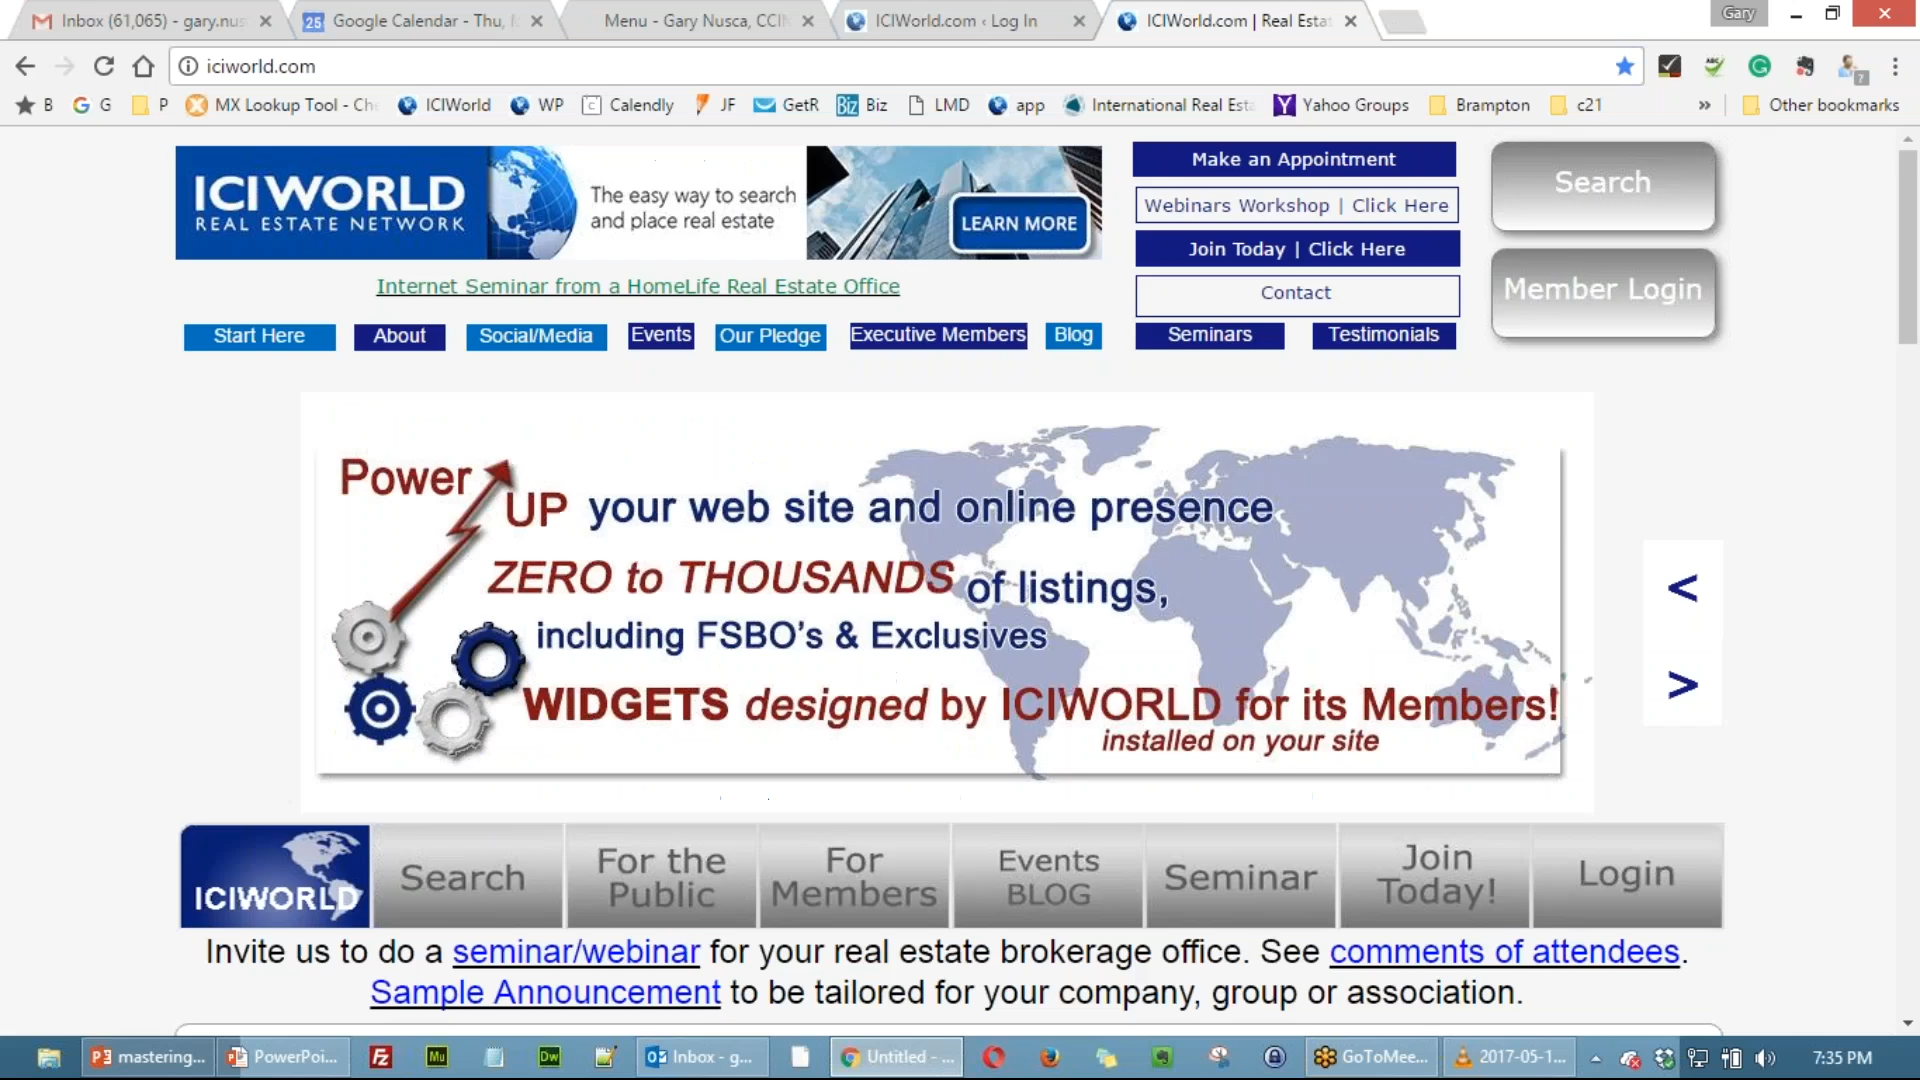 Inbox (61,065) - gary.nus
Google Calendar - Thu,
Menu - Gary Nusca, CCIM
ICIWorld.com ‹ Log In
ICIWorld.com | Real Esta
Gary
iciworld.com
B
G
P
MX Lookup Tool - Che
ICIWorld
WP
Calendly
JF
GetR
Biz Biz
LMD
app
International Real Esta
Yahoo Groups
Brampton
c21
»
Other bookmarks
ICIWORLD
REAL ESTATE NETWORK
The easy way to search
and place real estate
LEARN MORE
Make an Appointment
Webinars Workshop | Click Here
Join Today | Click Here
Contact
Search
Member Login
Internet Seminar from a HomeLife Real Estate Office
Start Here
About
Social/Media
Events
Our Pledge
Executive Members
Blog
Seminars
Testimonials
Power
UP your web site and online presence
ZERO to THOUSANDS of listings,
including FSBO's & Exclusives
WIDGETS designed by ICIWORLD for its Members!
installed on your site
<
>
ICIWORLD
Search
For the
Public
For
Members
Events
BLOG
Seminar
Join
Today!
Login
Invite us to do a seminar/webinar for your real estate brokerage office. See comments of attendees.
Sample Announcement to be tailored for your company, group or association.
mastering...
PowerPoi...
Fz
Mu
Dw
Inbox - g...
Untitled - ...
GoToMee...
2017-05-1...
7:35 PM